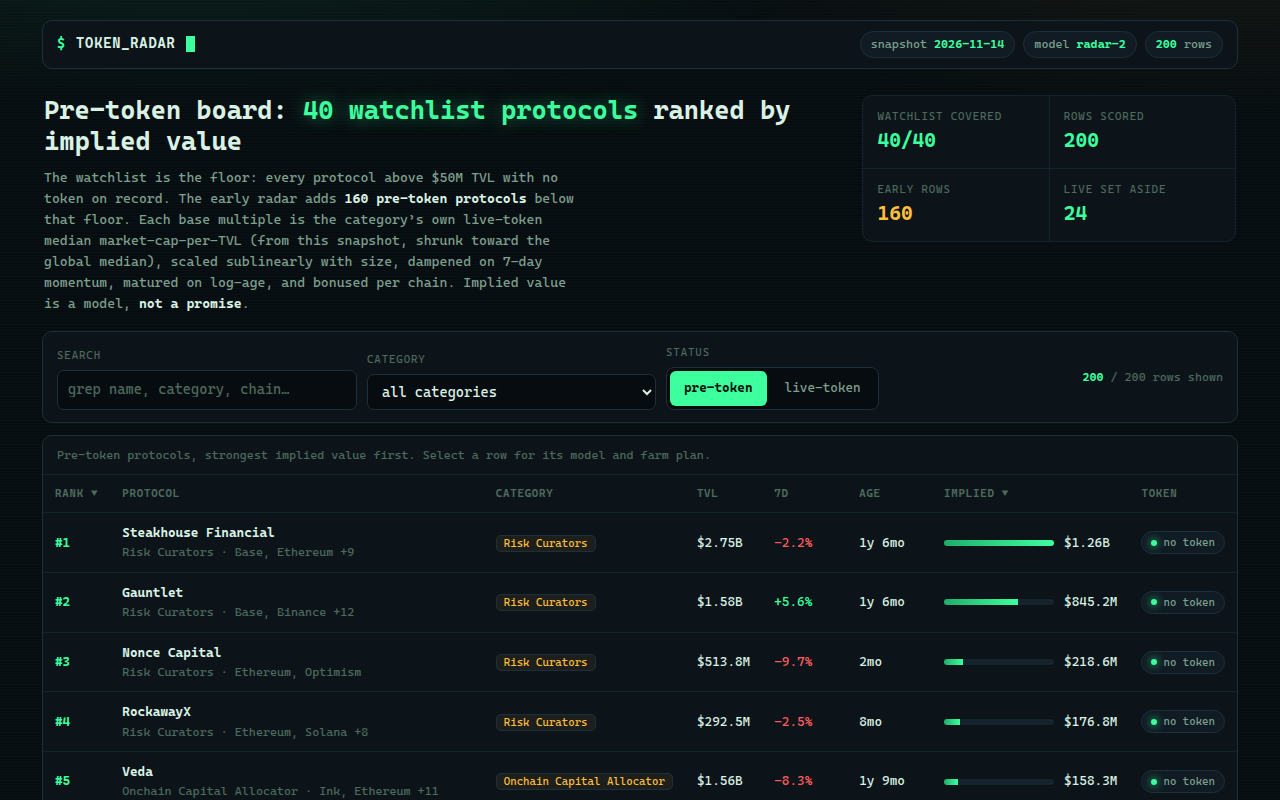 $ TOKEN_RADAR
snapshot 2026-11-14
model radar-2
200 rows
Pre-token board: 40 watchlist protocols ranked by
implied value
The watchlist is the floor: every protocol above $50M TVL with no
token on record. The early radar adds 160 pre-token protocols below
that floor. Each base multiple is the category's own live-token
median market-cap-per-TVL (from this snapshot, shrunk toward the
global median), scaled sublinearly with size, dampened on 7-day
momentum, matured on log-age, and bonused per chain. Implied value
is a model, not a promise.
WATCHLIST COVERED
40/40
ROWS SCORED
200
EARLY ROWS
160
LIVE SET ASIDE
24
SEARCH
grep name, category, chain…
CATEGORY
all categories
STATUS
pre-token
live-token
200 / 200 rows shown
Pre-token protocols, strongest implied value first. Select a row for its model and farm plan.
RANK ▼ PROTOCOL CATEGORY TVL 7D AGE IMPLIED ▼ TOKEN
#1 Steakhouse Financial Risk Curators $2.75B −2.2% 1y 6mo $1.26B no token
Risk Curators · Base, Ethereum +9
#2 Gauntlet Risk Curators $1.58B +5.6% 1y 6mo $845.2M no token
Risk Curators · Base, Binance +12
#3 Nonce Capital Risk Curators $513.8M −9.7% 2mo $218.6M no token
Risk Curators · Ethereum, Optimism
#4 RockawayX Risk Curators $292.5M −2.5% 8mo $176.8M no token
Risk Curators · Ethereum, Solana +8
#5 Veda Onchain Capital Allocator $1.56B −8.3% 1y 9mo $158.3M no token
Onchain Capital Allocator · Ink, Ethereum +11